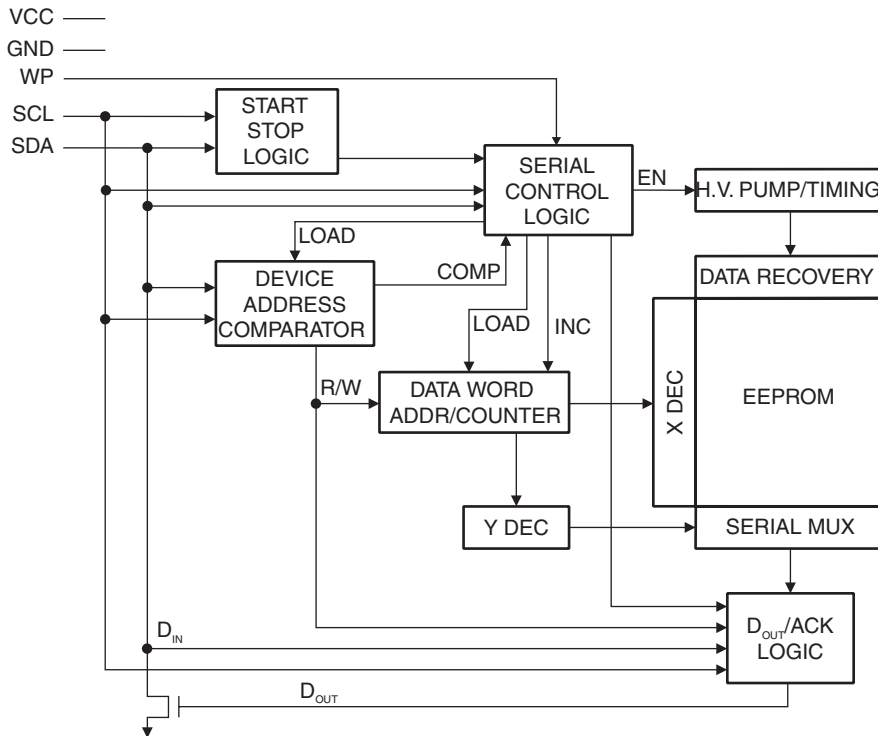 VCC
GND
WP
SCL
SDA
START
STOP
LOGIC
SERIAL
CONTROL
LOGIC
EN
H.V. PUMP/TIMING
LOAD
COMP
DATA RECOVERY
DEVICE
ADDRESS
COMPARATOR
LOAD
INC
R/W
DATA WORD
ADDR/COUNTER
X DEC
EEPROM
Y DEC
SERIAL MUX
DIN
DOUT/ACK
LOGIC
DOUT